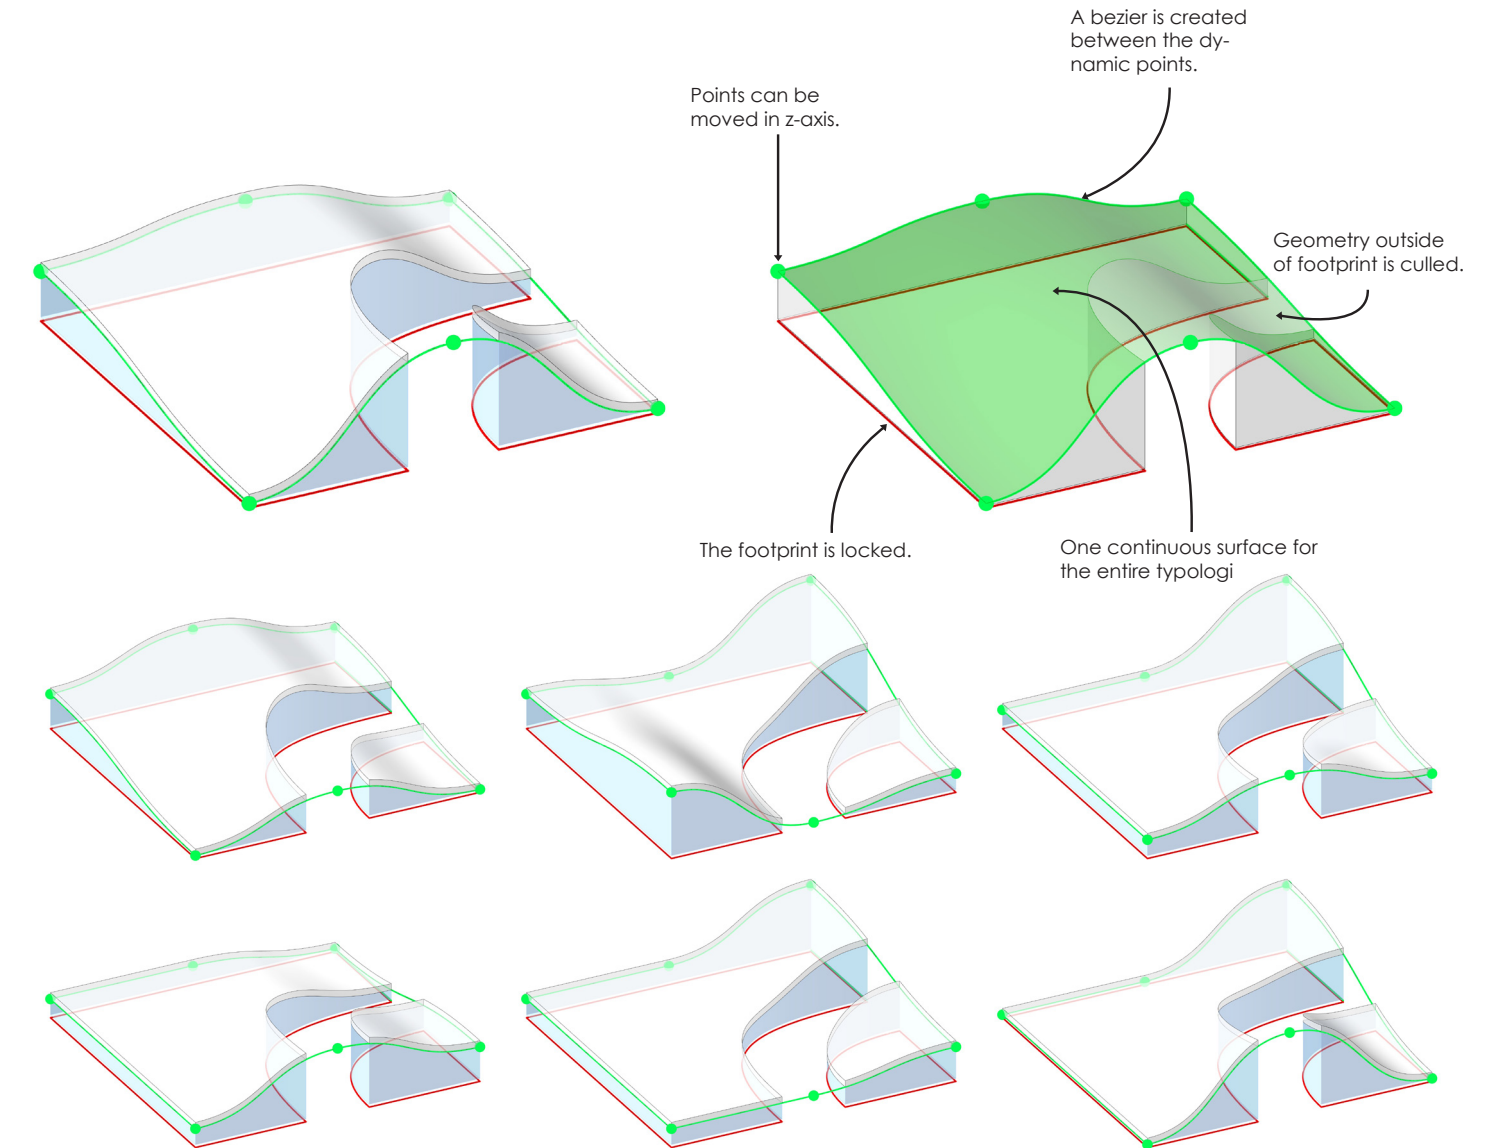 A bezier is created
between the dy-
namic points.
Points can be
moved in z-axis.
Geometry outside
of footprint is culled.
The footprint is locked.
One continuous surface for
the entire typologi